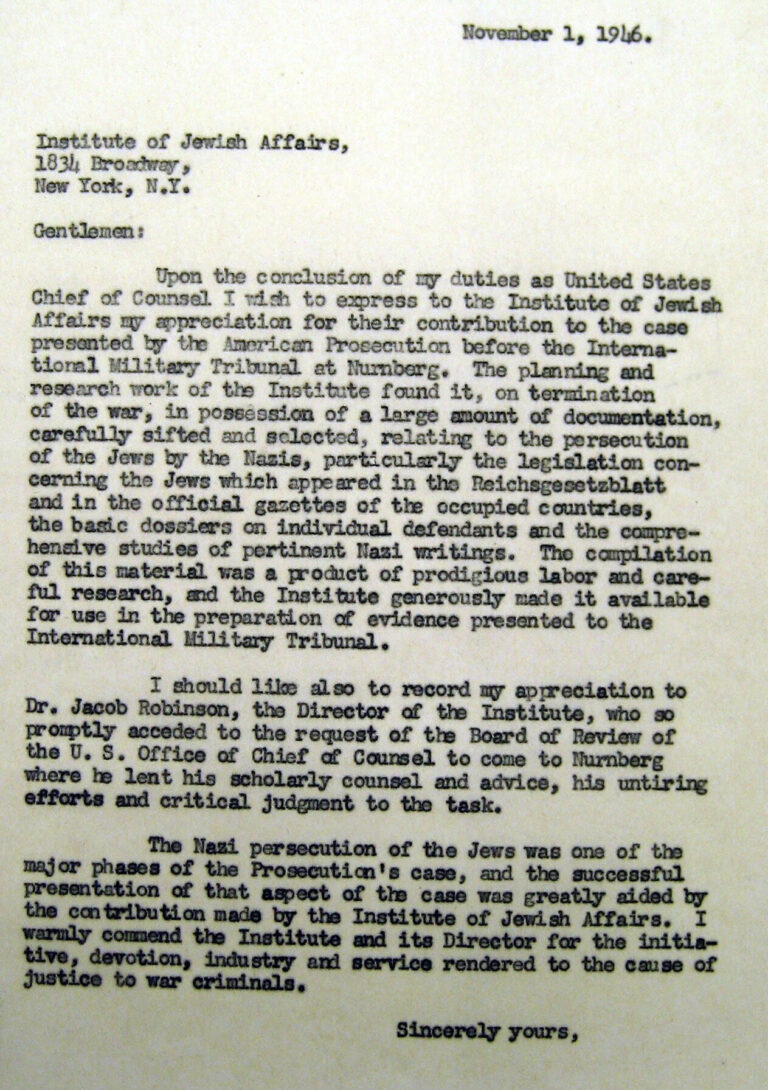 November 1, 1946.
Institute of Jewish Affairs,
1834 Broadway,
New York, N.Y.
Gentlemen:
Upon the conclusion of my duties as United States
Chief of Counsel I wish to express to the Institute of Jewish
Affairs my appreciation for their contribution to the case
presented by the American Prosecution before the Interna-
tional Military Tribunal at Nurnberg. The planning and
research work of the Institute found it, on termination
of the war, in possession of a large amount of documentation,
carefully sifted and selected, relating to the persecution
of the Jews by the Nazis, particularly the legislation con-
cerning the Jews which appeared in the Reichsgesetzblatt
and in the official gazettes of the occupied countries,
the basic dossiers on individual defendants and the compre-
hensive studies of pertinent Nazi writings. The compilation
of this material was a product of prodigious labor and care-
ful research, and the Institute generously made it available
for use in the preparation of evidence presented to the
International Military Tribunal.
I should like also to record my appreciation to
Dr. Jacob Robinson, the Director of the Institute, who so
promptly acceded to the request of the Board of Review of
the U. S. Office of Chief of Counsel to come to Nurnberg
where he lent his scholarly counsel and advice, his untiring
efforts and critical judgment to the task.
The Nazi persecution of the Jews was one of the
major phases of the Prosecution's case, and the successful
presentation of that aspect of the case was greatly aided by
the contribution made by the Institute of Jewish Affairs. I
warmly commend the Institute and its Director for the initia-
tive, devotion, industry and service rendered to the cause of
justice to war criminals.
Sincerely yours,